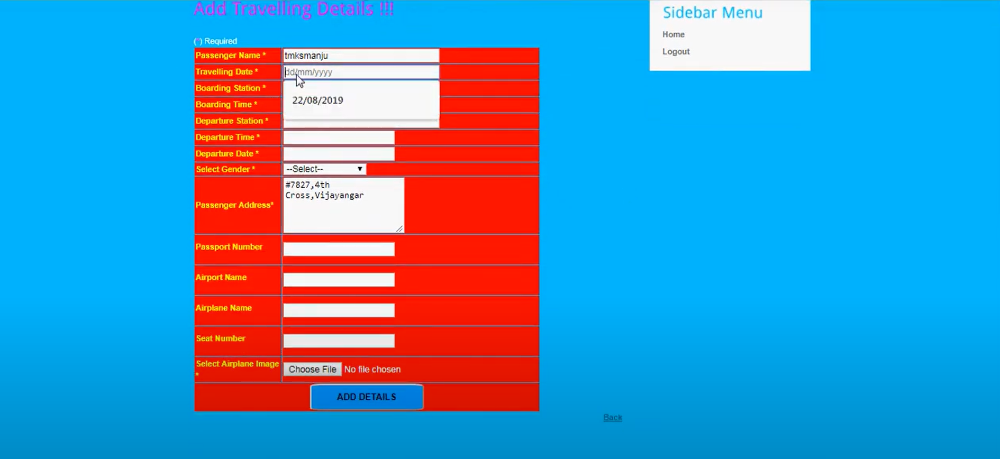 Add Travelling Details !!!
(*) Required
Passenger Name * tmksmanju
Travelling Date * dd/mm/yyyy
22/08/2019
Boarding Station *
Boarding Time *
Departure Station *
Departure Time *
Departure Date *
Select Gender * --Select--
#7827,4th
Cross,Vijayangar
Passenger Address*
Passport Number
Airport Name
Airplane Name
Seat Number
Select Airplane Image
*
Choose File No file chosen
ADD DETAILS
Back
Sidebar Menu
Home
Logout